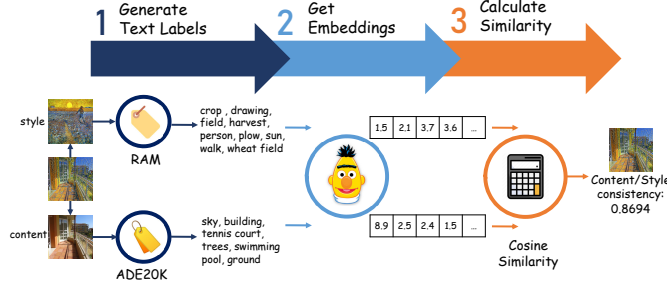 1 Generate
Text Labels
2 Get
Embeddings
3 Calculate
Similarity
style
RAM
crop , drawing,
field, harvest,
person, plow, sun,
walk, wheat field
1.5 2.1 3.7 3.6 ...
content
ADE20K
sky, building,
tennis court,
trees, swimming
pool, ground
8.9 2.5 2.4 1.5 ...
Cosine
Similarity
Content/Style
consistency:
0.8694